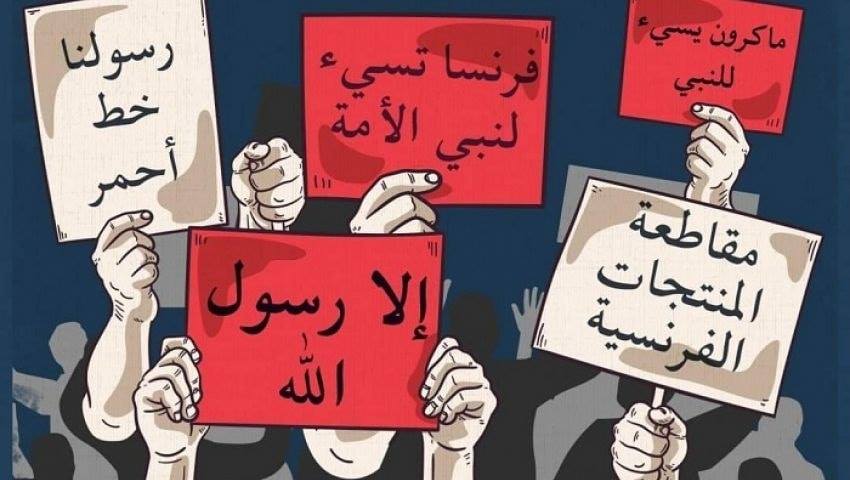 رسولنا
خط
أحمر
فرنسا تسيء
لنبي الأمة
ماكرون يسيء
للنبي
إلا رسول
الله
مقاطعة
المنتجات
الفرنسية